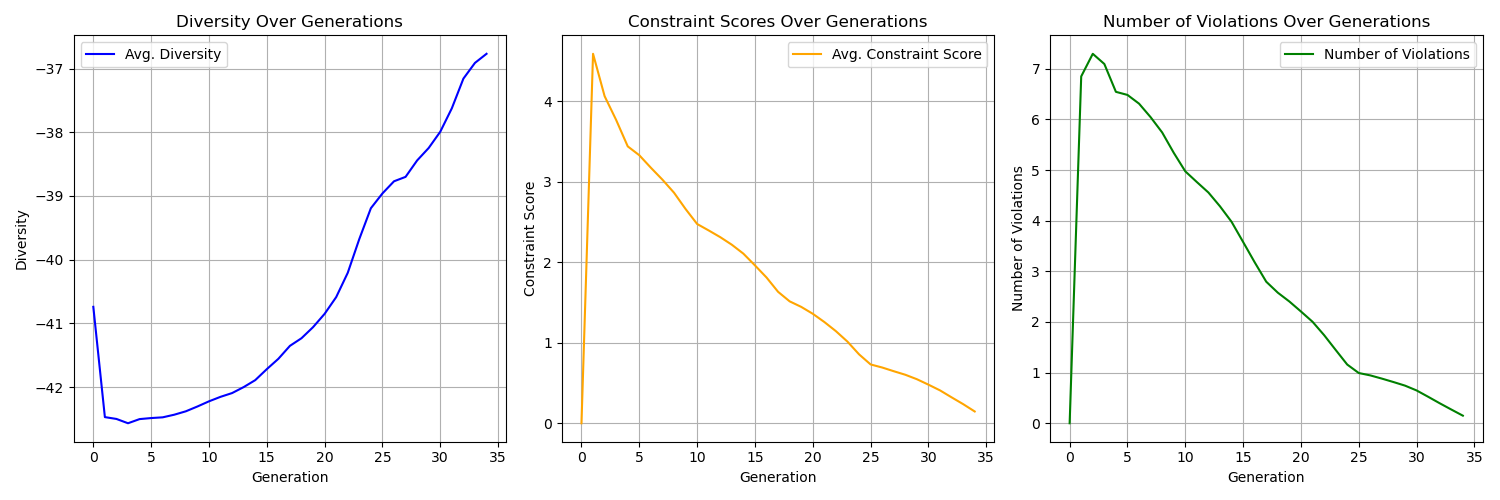 Diversity Over Generations
Avg. Diversity
−37
−38
−39
−40
−41
−42
Diversity
0 5 10 15 20 25 30 35
Generation
Constraint Scores Over Generations
Avg. Constraint Score
4
3
2
1
0
Constraint Score
0 5 10 15 20 25 30 35
Generation
Number of Violations Over Generations
Number of Violations
7
6
5
4
3
2
1
0
Number of Violations
0 5 10 15 20 25 30 35
Generation